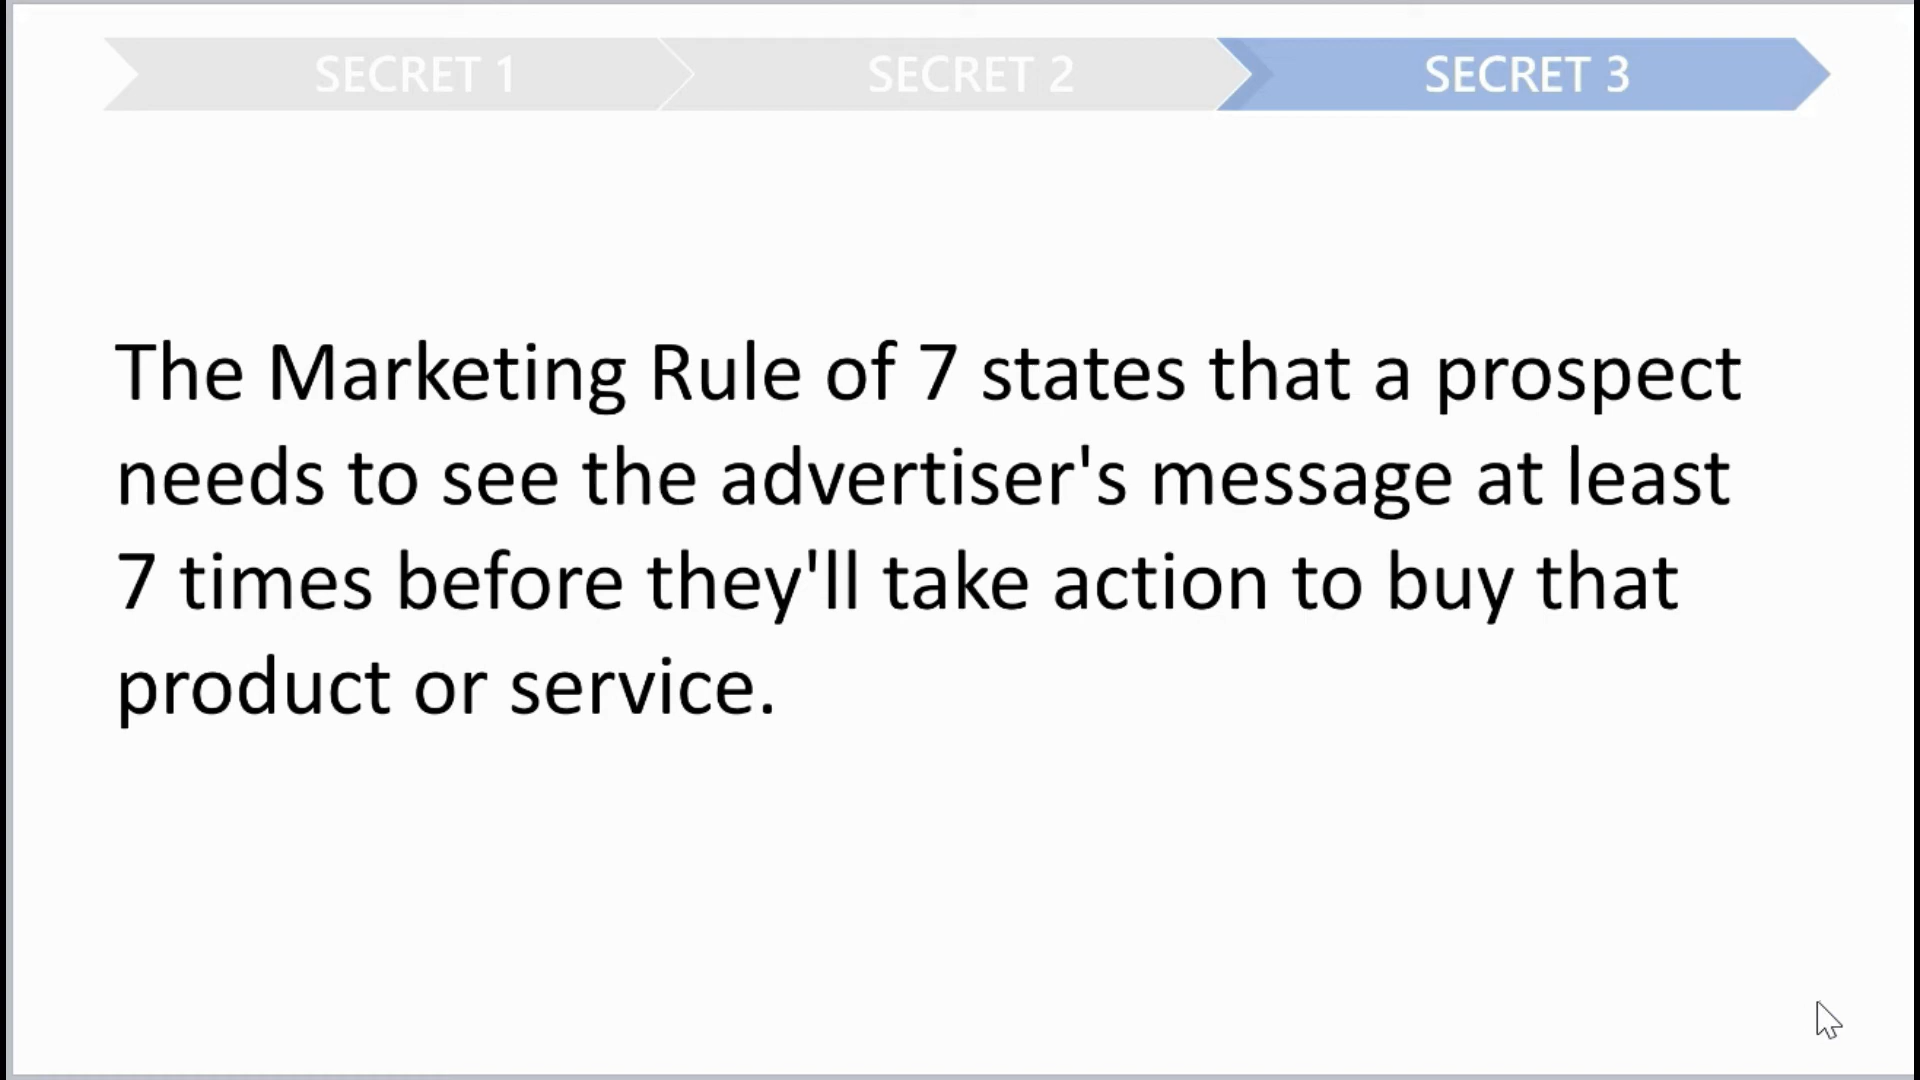 SECRET 1
SECRET 2
SECRET 3
The Marketing Rule of 7 states that a prospect
needs to see the advertiser's message at least
7 times before they'll take action to buy that
product or service.